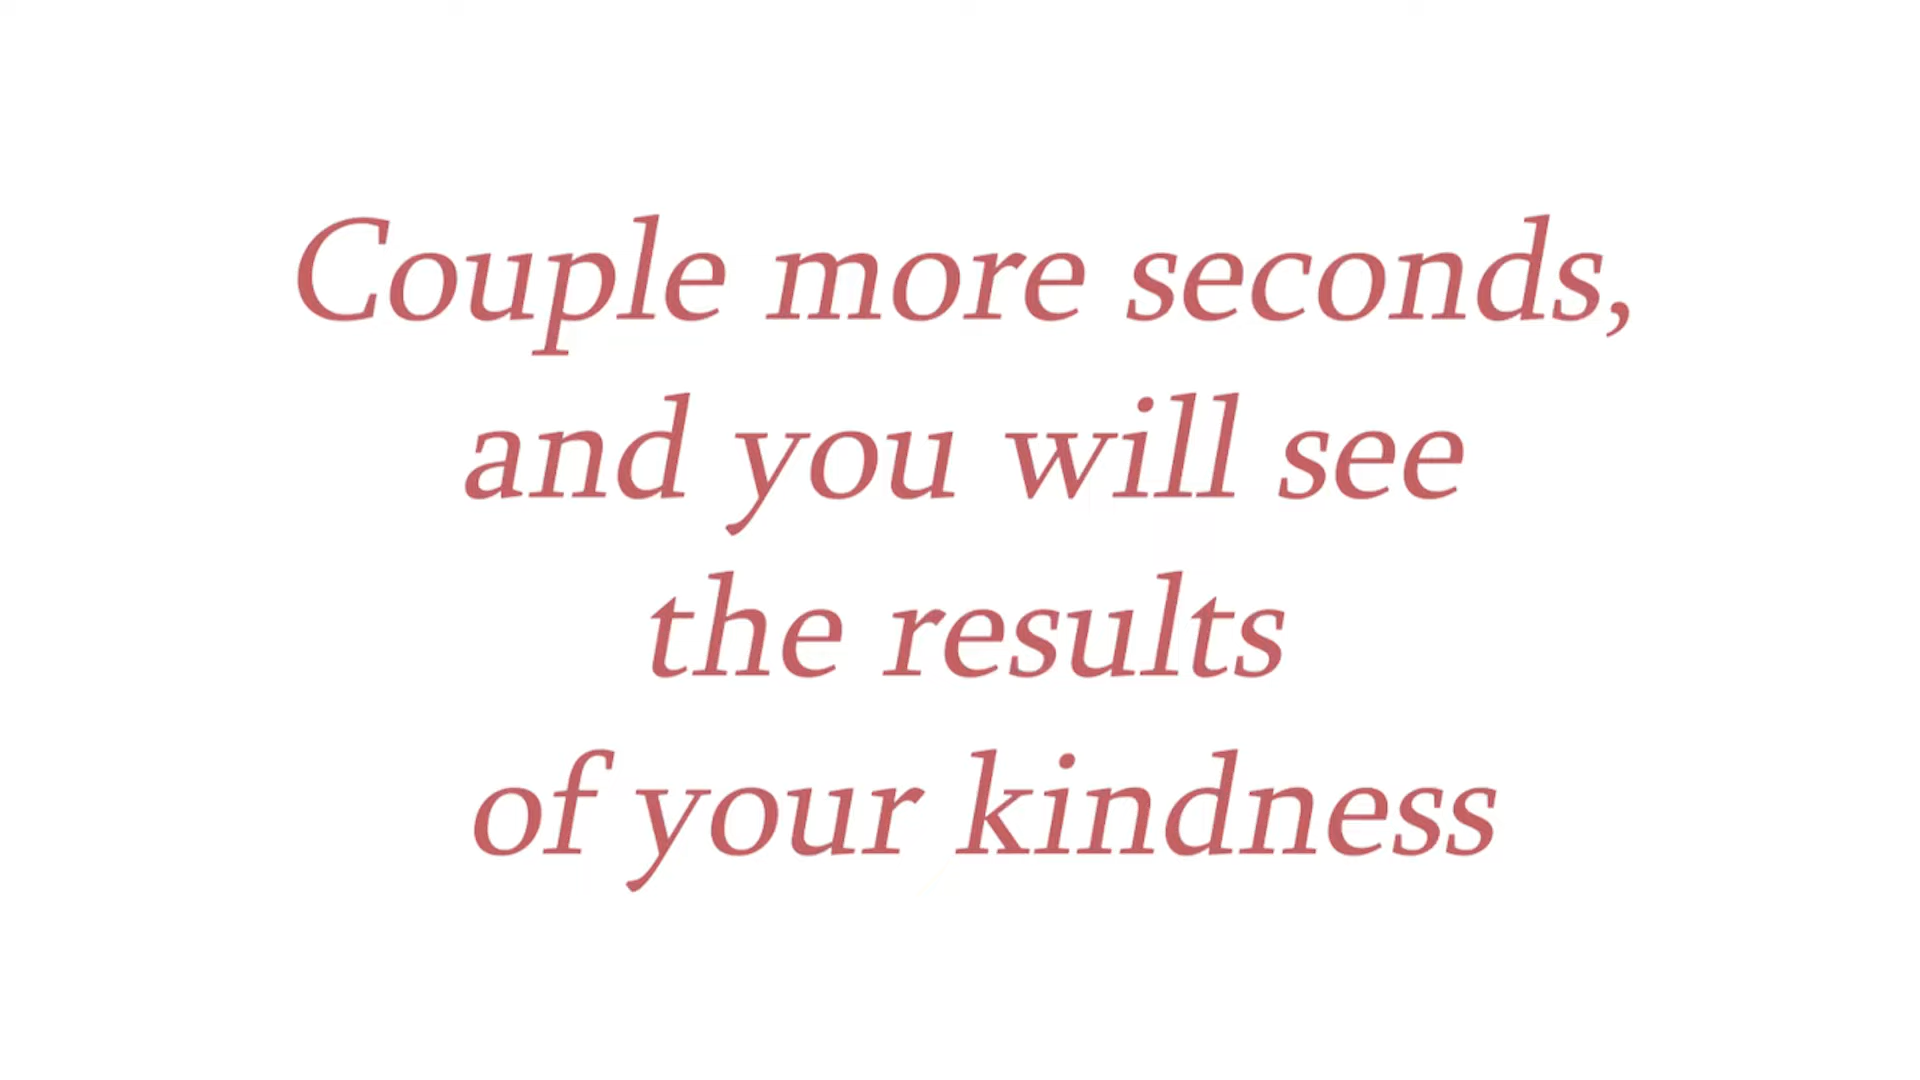 Couple more seconds,
and you will see
the results
of your kindness